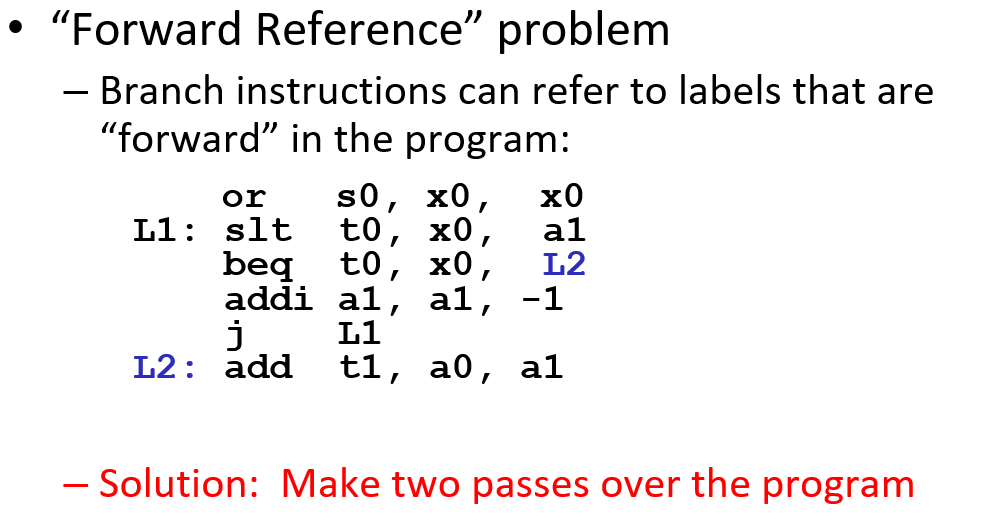 • “Forward Reference” problem
– Branch instructions can refer to labels that are
“forward” in the program:
or s0, x0, x0
L1: slt t0, x0, a1
beq t0, x0, L2
addi a1, a1, -1
j L1
L2: add t1, a0, a1
– Solution: Make two passes over the program